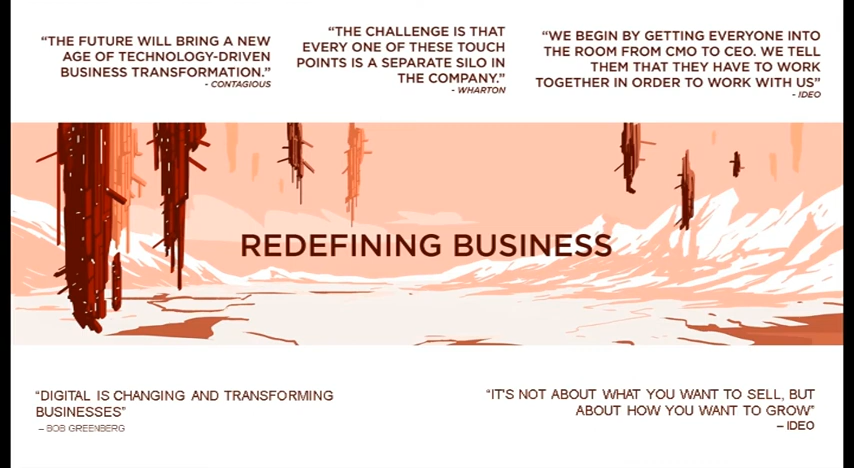 “THE FUTURE WILL BRING A NEW
AGE OF TECHNOLOGY-DRIVEN
BUSINESS TRANSFORMATION.”
- CONTAGIOUS
“THE CHALLENGE IS THAT
EVERY ONE OF THESE TOUCH
POINTS IS A SEPARATE SILO IN
THE COMPANY.”
- WHARTON
“WE BEGIN BY GETTING EVERYONE INTO
THE ROOM FROM CMO TO CEO. WE TELL
THEM THAT THEY HAVE TO WORK
TOGETHER IN ORDER TO WORK WITH US”
- IDEO
REDEFINING BUSINESS
“DIGITAL IS CHANGING AND TRANSFORMING
BUSINESSES”
– BOB GREENBERG
“IT'S NOT ABOUT WHAT YOU WANT TO SELL, BUT
ABOUT HOW YOU WANT TO GROW”
– IDEO